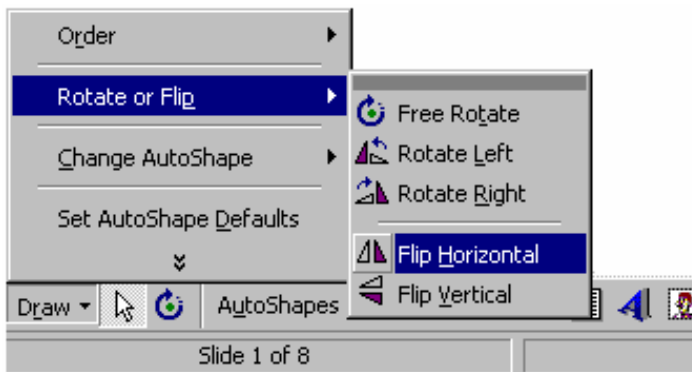 Order
Rotate or Flip
Change AutoShape
Set AutoShape Defaults
Free Rotate
Rotate Left
Rotate Right
Flip Horizontal
Flip Vertical
Draw
AutoShapes
Slide 1 of 8